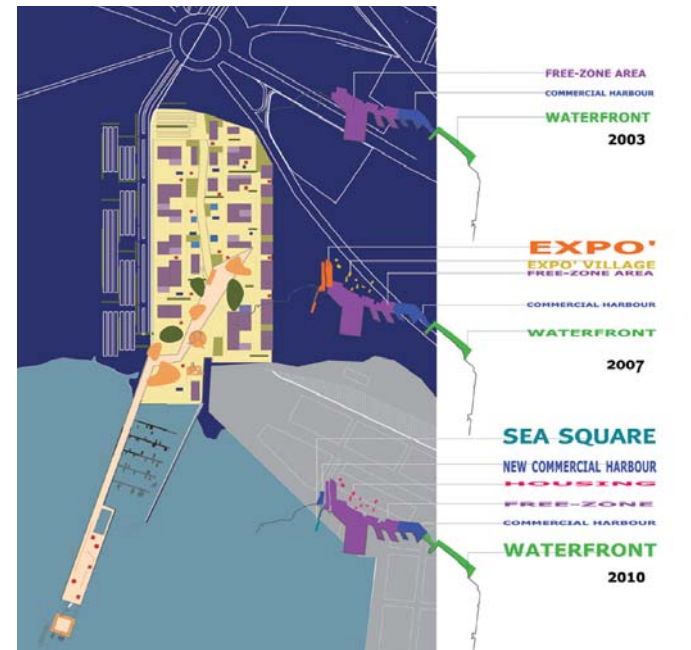 FREE-ZONE AREA
COMMERCIAL HARBOUR
WATERFRONT
2003
EXPO'
EXPO' VILLAGE
FREE-ZONE AREA
COMMERCIAL HARBOUR
WATERFRONT
2007
SEA SQUARE
NEW COMMERCIAL HARBOUR
HOUSING
FREE-ZONE
COMMERCIAL HARBOUR
WATERFRONT
2010